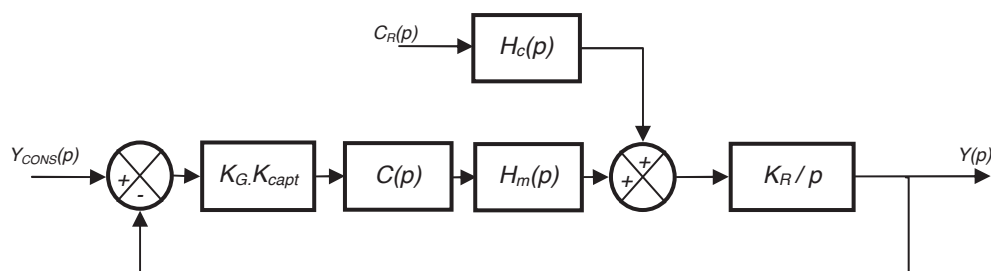 C_R(p)
H_c(p)
Y_CONS(p)
+
-
K_G.K_capt
C(p)
H_m(p)
+
+
K_R / p
Y(p)